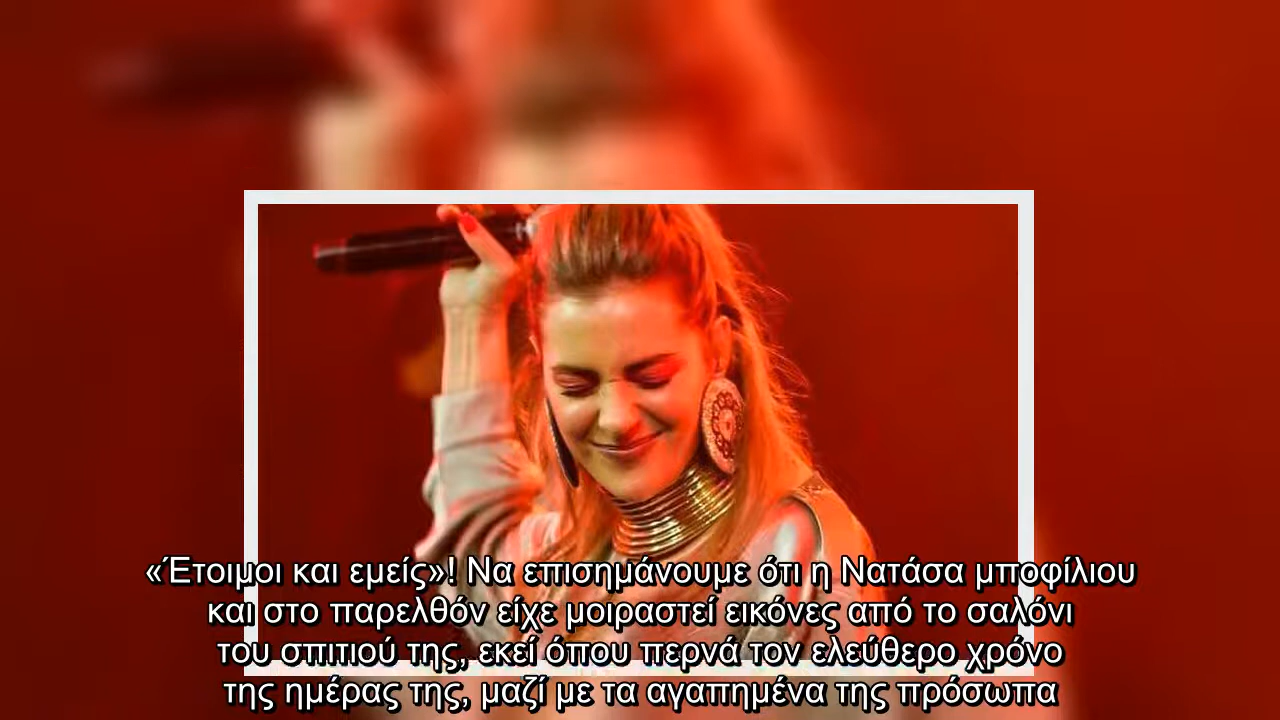 «Έτοιμοι και εμείς»! Να επισημάνουμε ότι η Νατάσα μποφίλιου
και στο παρελθόν είχε μοιραστεί εικόνες από το σαλόνι
του σπιτιού της, εκεί όπου περνά τον ελεύθερο χρόνο
της ημέρας της, μαζί με τα αγαπημένα της πρόσωπα